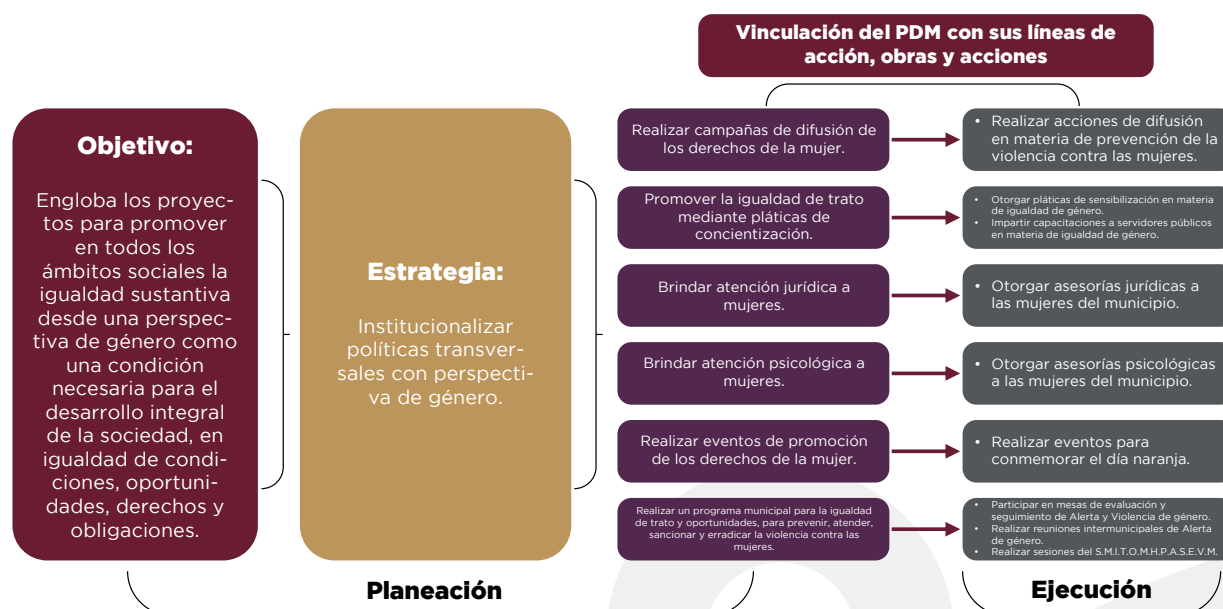 Vinculación del PDM con sus líneas de
acción, obras y acciones
Objetivo:
Engloba los proyec-
tos para promover
en todos los
ámbitos sociales la
igualdad sustantiva
desde una perspec-
tiva de género como
una condición
necesaria para el
desarrollo integral
de la sociedad, en
igualdad de condi-
ciones, oportuni-
dades, derechos y
obligaciones.
Estrategia:
Institucionalizar
políticas transver-
sales con perspecti-
va de género.
Realizar campañas de difusión de
los derechos de la mujer.
• Realizar acciones de difusión
en materia de prevención de la
violencia contra las mujeres.
Promover la igualdad de trato
mediante pláticas de
concientización.
• Otorgar pláticas de sensibilización en materia
de igualdad de género.
• Impartir capacitaciones a servidores públicos
en materia de igualdad de género.
Brindar atención jurídica a
mujeres.
• Otorgar asesorías jurídicas a
las mujeres del municipio.
Brindar atención psicológica a
mujeres.
• Otorgar asesorías psicológicas
a las mujeres del municipio.
Realizar eventos de promoción
de los derechos de la mujer.
• Realizar eventos para
conmemorar el día naranja.
Realizar un programa municipal para la igualdad
de trato y oportunidades, para prevenir, atender,
sancionar y erradicar la violencia contra las
mujeres.
• Participar en mesas de evaluación y
seguimiento de Alerta y Violencia de género.
• Realizar reuniones intermunicipales de Alerta
de género.
• Realizar sesiones del S.M.I.T.O.M.H.P.A.S.E.V.M.
Planeación
Ejecución